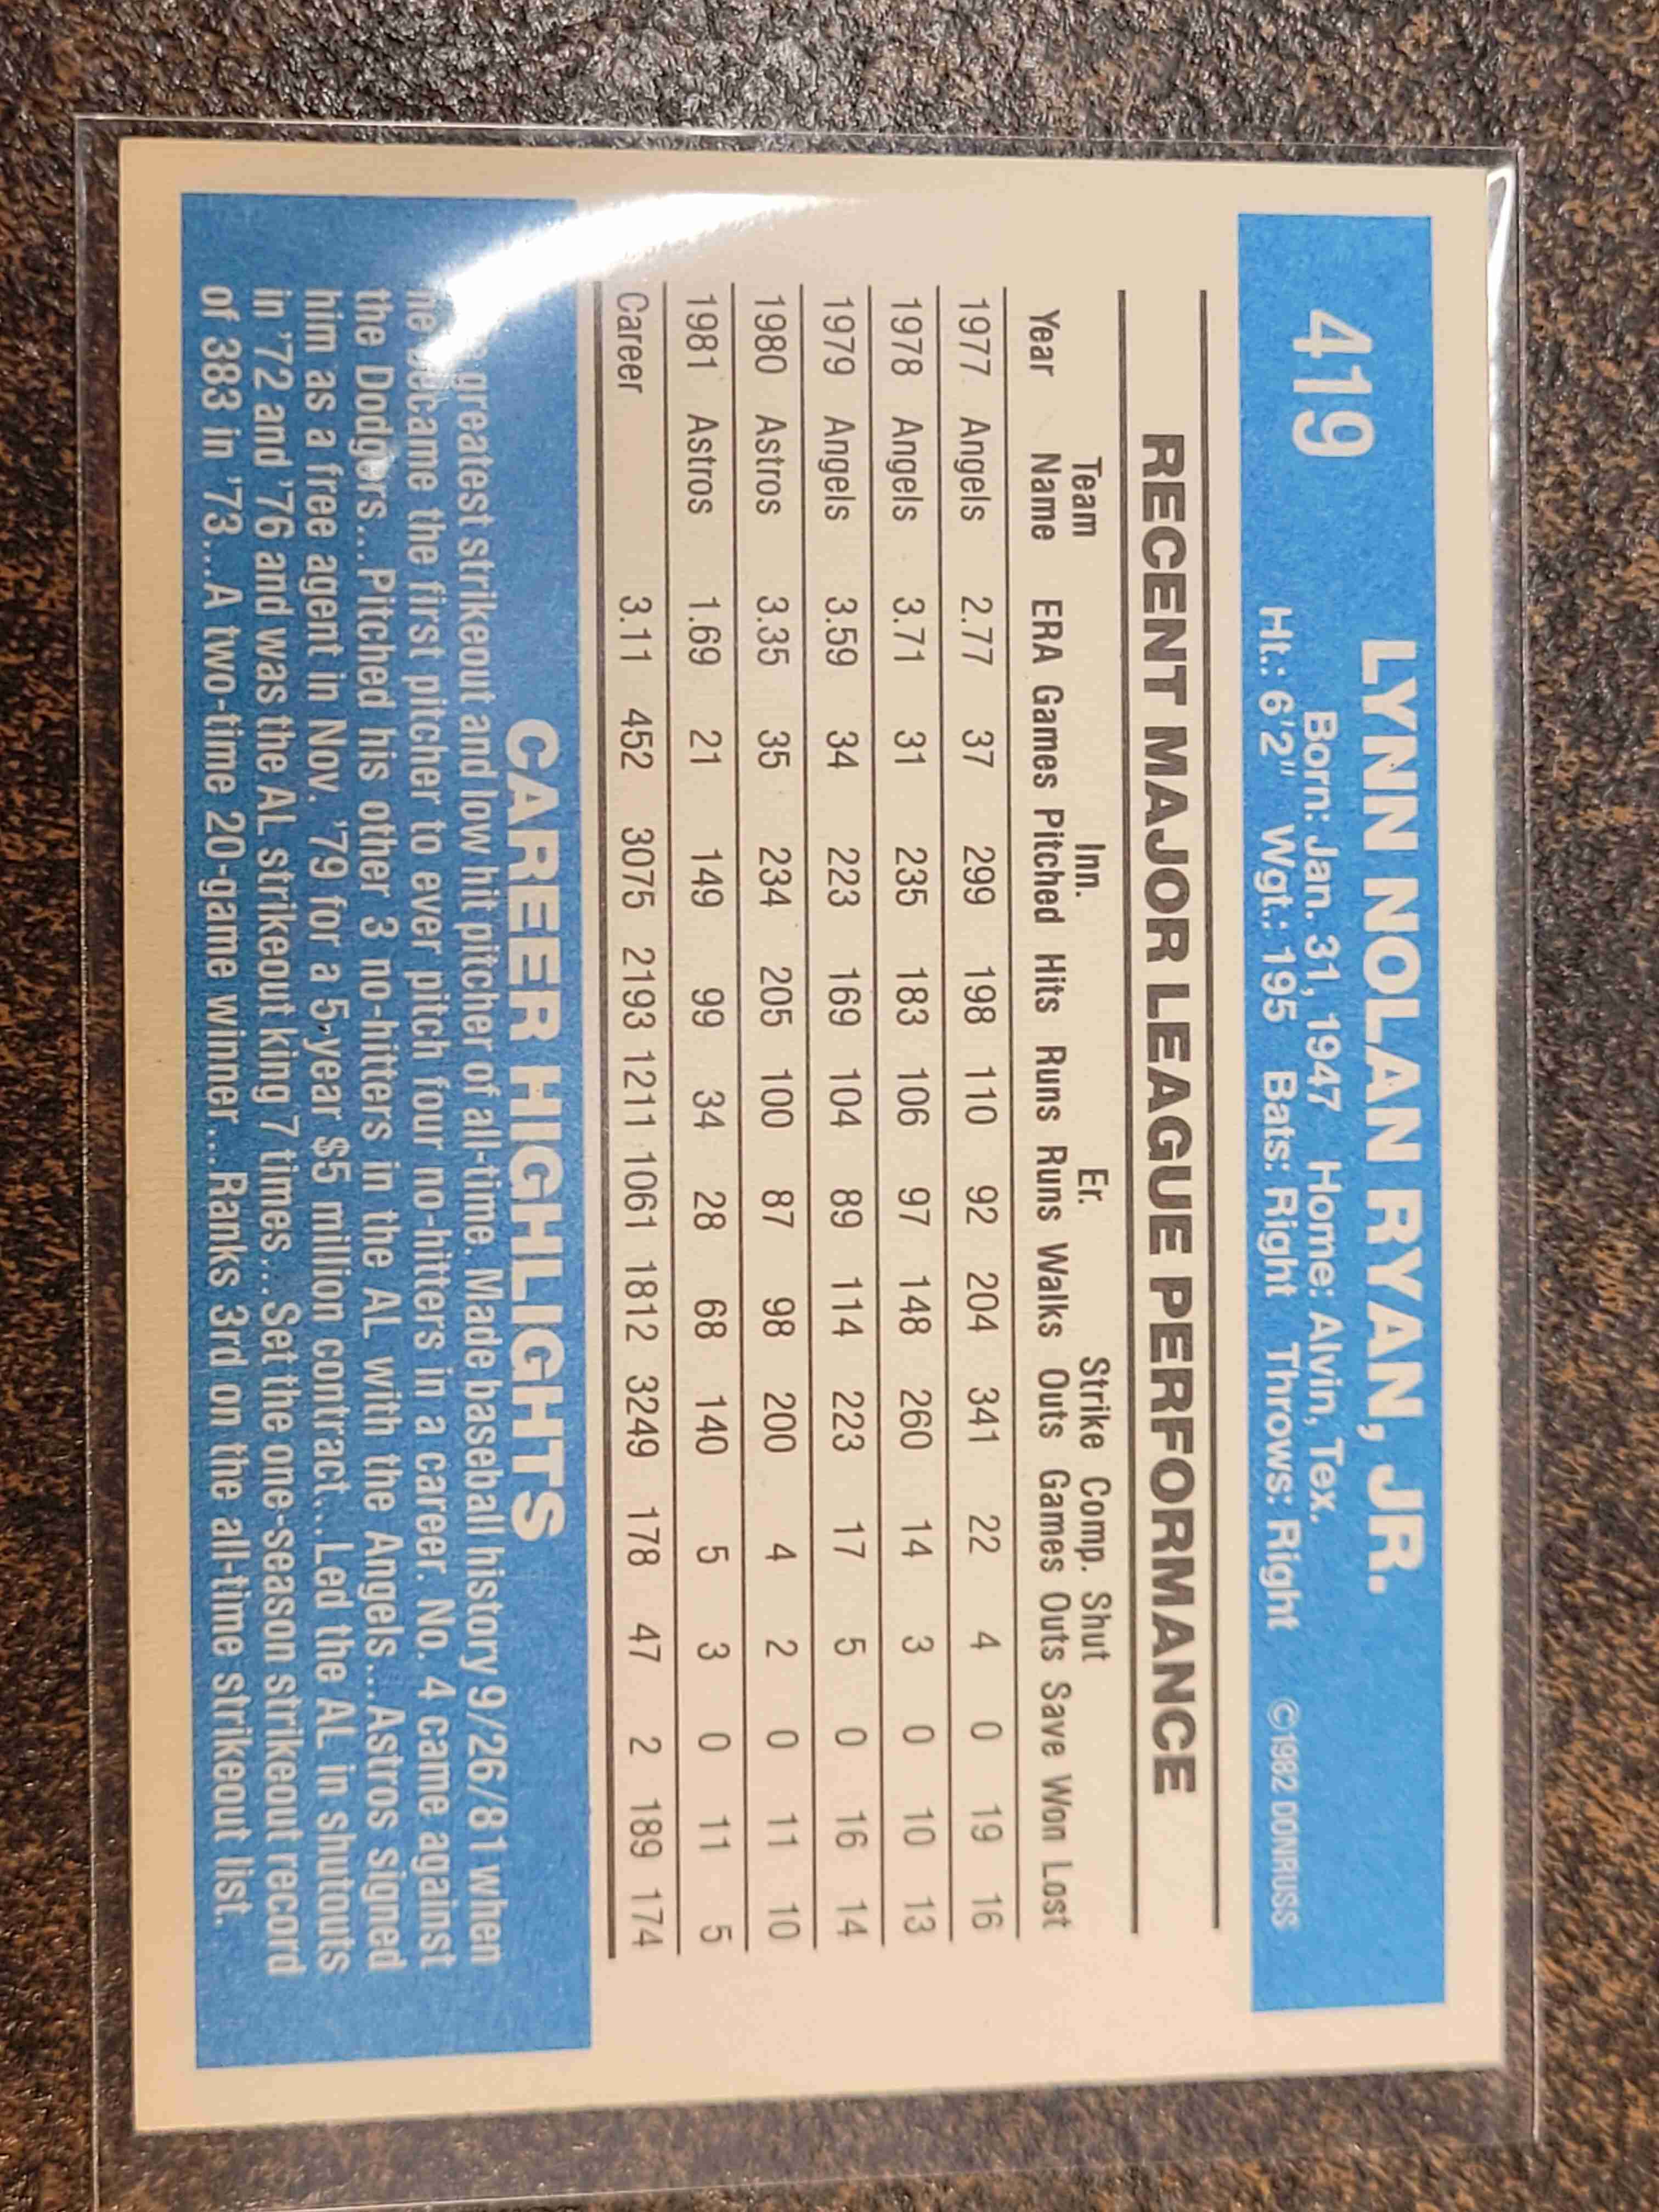 419
LYNN NOLAN RYAN, JR.
Born: Jan. 31, 1947 Home: Alvin, Tex.
Ht.: 6'2" Wgt.: 195 Bats: Right Throws: Right ©1982 DONRUSS
RECENT MAJOR LEAGUE PERFORMANCE
Team Inn. Er. Strike Comp. Shut
Year Name ERA Games Pitched Hits Runs Runs Walks Outs Games Outs Save Won Lost
1977 Angels 2.77 37 299 198 110 92 204 341 22 4 0 19 16
1978 Angels 3.71 31 235 183 106 97 148 260 14 3 0 10 13
1979 Angels 3.59 34 223 169 104 89 114 223 17 5 0 16 14
1980 Astros 3.35 35 234 205 100 87 98 200 4 2 0 11 10
1981 Astros 1.69 21 149 99 34 28 68 140 5 3 0 11 5
Career 3.11 452 3075 2193 1211 1061 1812 3249 178 47 2 189 174
CAREER HIGHLIGHTS
greatest strikeout and low hit pitcher of all-time. Made baseball history 9/26/81 when
he became the first pitcher to ever pitch four no-hitters in a career. No. 4 came against
the Dodgers...Pitched his other 3 no-hitters in the AL with the Angels...Astros signed
him as a free agent in Nov. '79 for a 5-year $5 million contract...Led the AL in shutouts
in '72 and '76 and was the AL strikeout king 7 times...Set the one-season strikeout record
of 383 in '73...A two-time 20-game winner...Ranks 3rd on the all-time strikeout list.